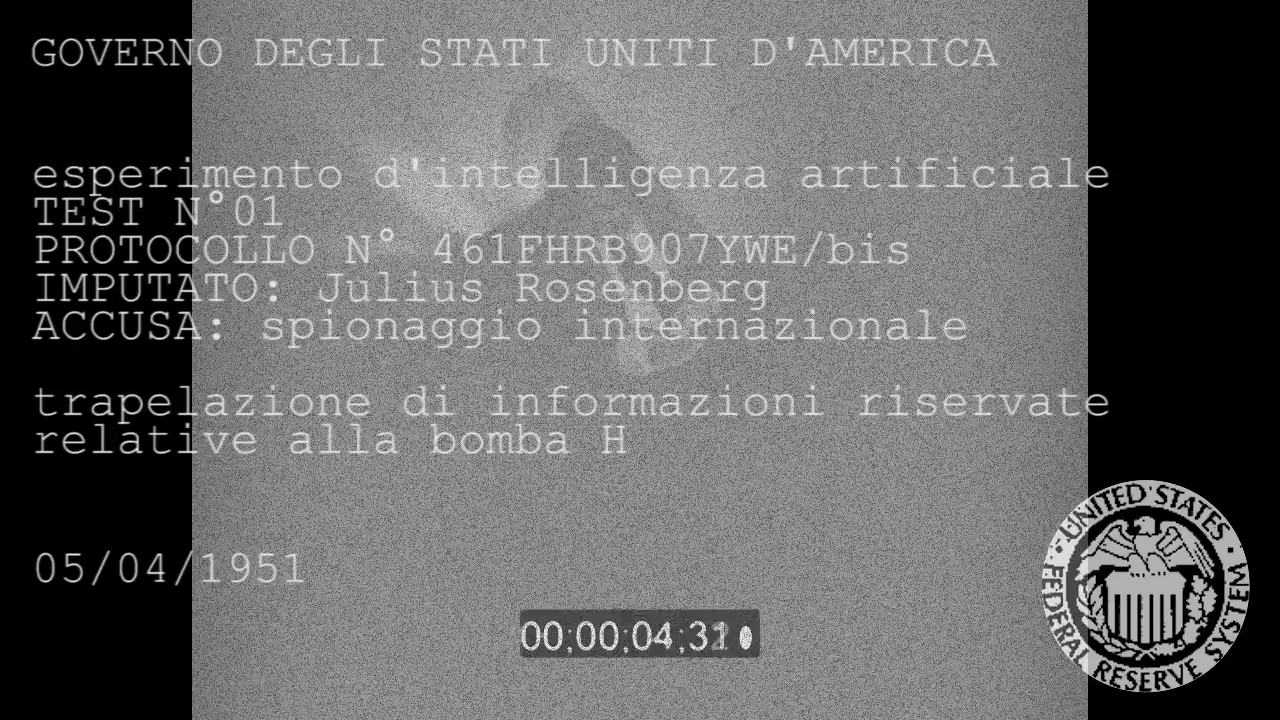 GOVERNO DEGLI STATI UNITI D'AMERICA
esperimento d'intelligenza artificiale
TEST N°01
PROTOCOLLO N° 461FHRB907YWE/bis
IMPUTATO: Julius Rosenberg
ACCUSA: spionaggio internazionale
trapelazione di informazioni riservate
relative alla bomba H
05/04/1951
UNITED STATES
FEDERAL RESERVE SYSTEM
00;00;04;3